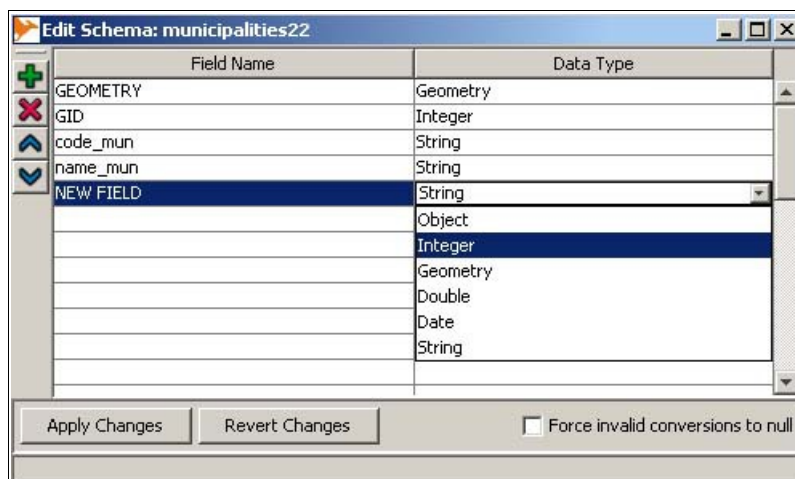 Edit Schema: municipalities22
Field Name Data Type
GEOMETRY Geometry
GID Integer
code_mun String
name_mun String
NEW FIELD String
Object
Integer
Geometry
Double
Date
String
Apply Changes Revert Changes Force invalid conversions to null